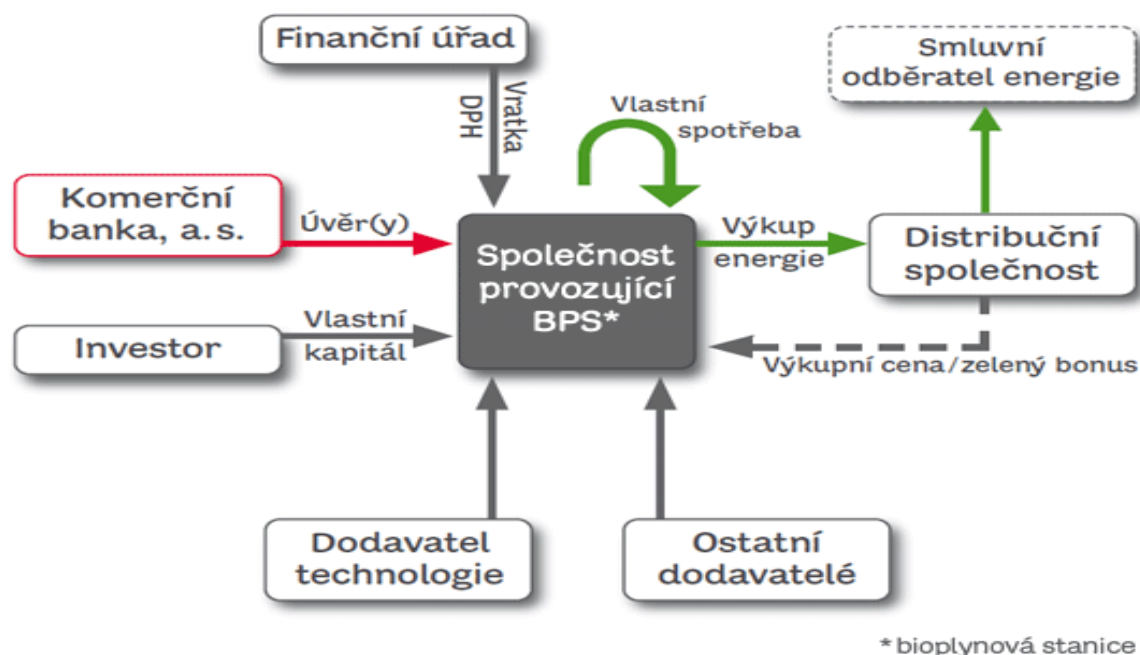 Finanční úřad
Smluvní
odběratel energie
Vratka
DPH
Vlastní
spotřeba
Komerční
banka, a. s.
Úvěr(y)
Společnost
provozující
BPS*
Výkup
energie
Distribuční
společnost
Investor
Vlastní
kapitál
Výkupní cena/zelený bonus
Dodavatel
technologie
Ostatní
dodavatelé
* bioplynová stanice